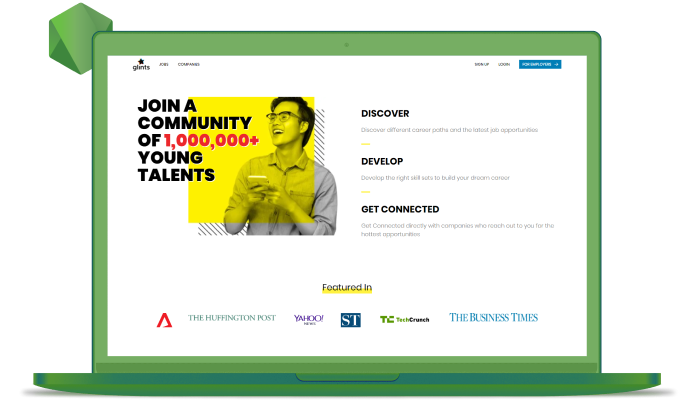 glints
JOBS
COMPANIES
SIGN UP
LOGIN
FOR EMPLOYERS →
JOIN A
COMMUNITY
OF 1,000,000+
YOUNG
TALENTS
DISCOVER
Discover different career paths and the latest job opportunities
DEVELOP
Develop the right skill sets to build your dream career
GET CONNECTED
Get Connected directly with companies who reach out to you for the
hottest opportunities
Featured In
THE HUFFINGTON POST
YAHOO!
NEWS
ST
TC TechCrunch
THE BUSINESS TIMES